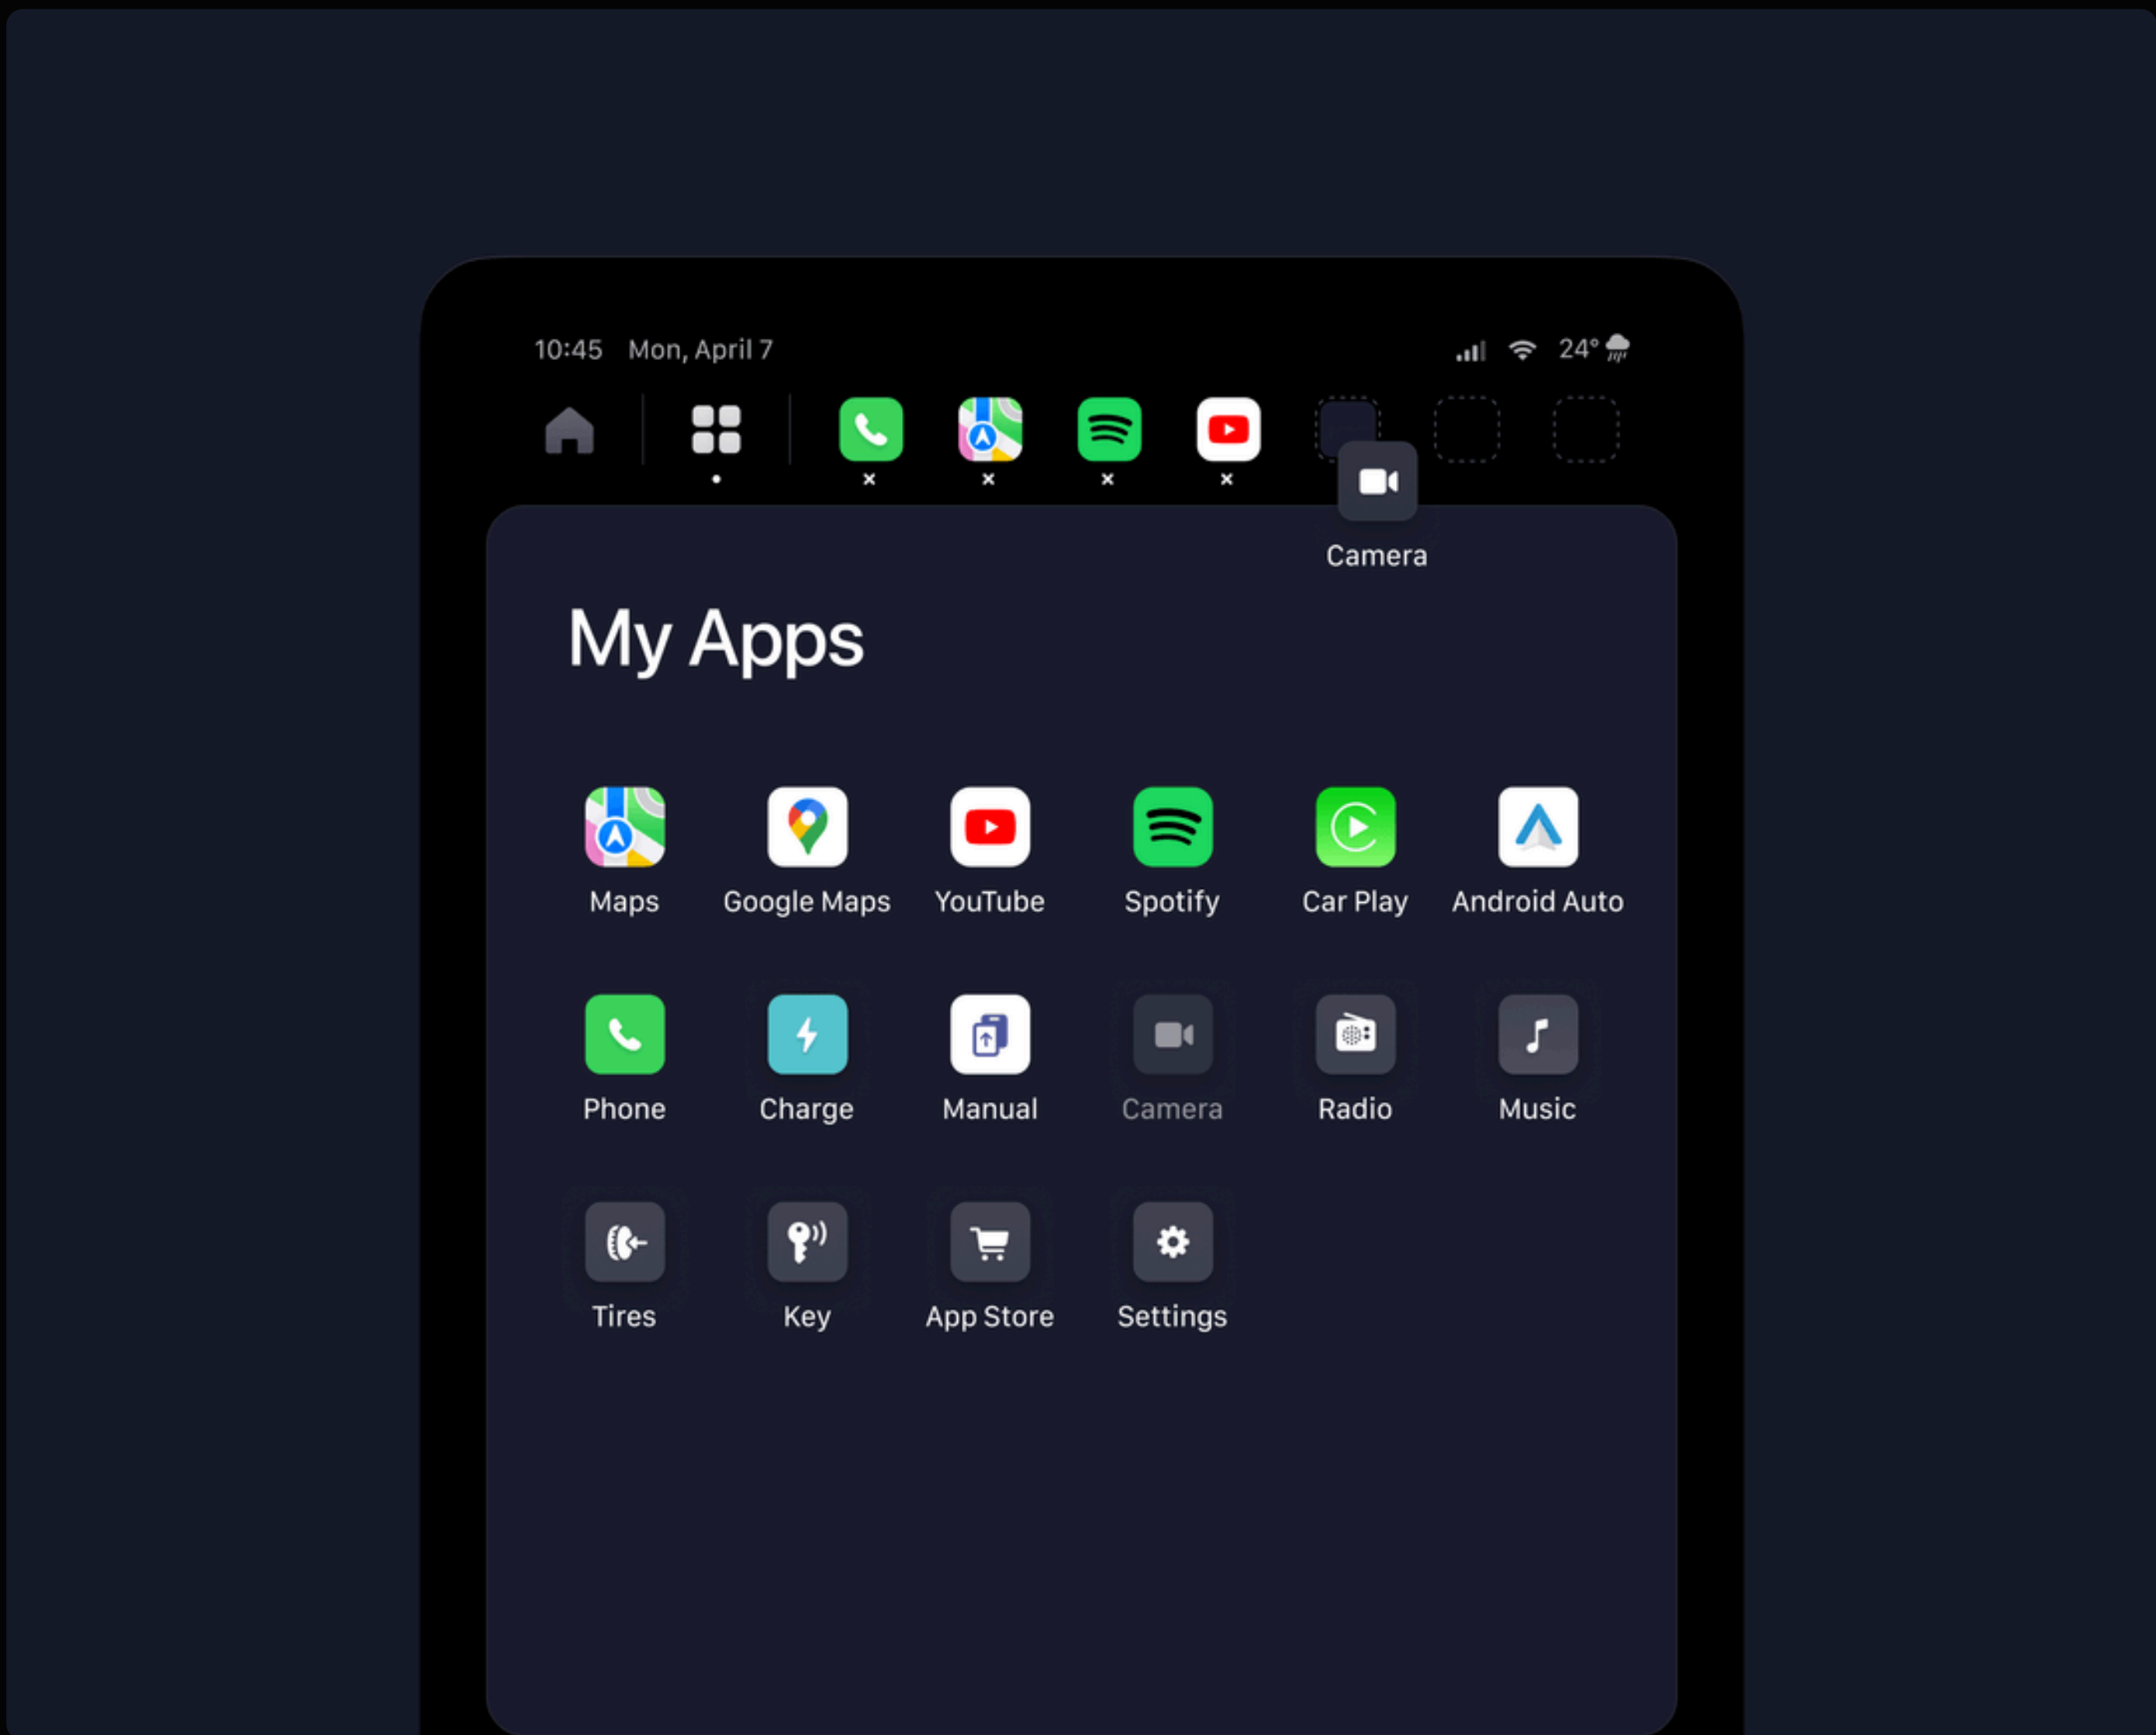 10:45 Mon, April 7 24°
Camera
My Apps
Maps Google Maps YouTube Spotify Car Play Android Auto
Phone Charge Manual Camera Radio Music
Tires Key App Store Settings